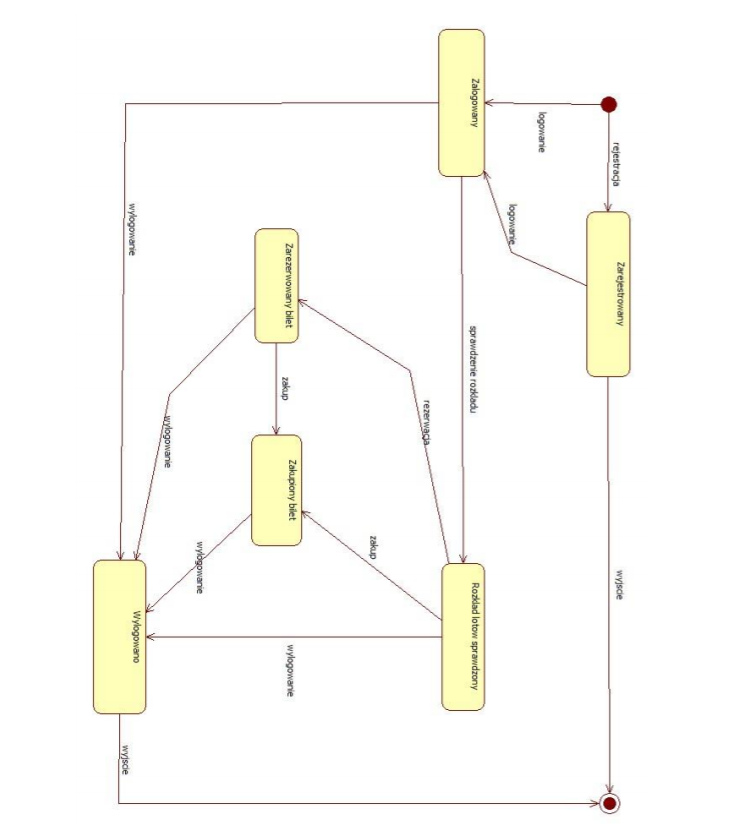 rejestracja
Zarejestrowany
wyjscie
logowanie
logowanie
Zalogowany
sprawdzenie rozkladu
Rozklad lotow sprawdzony
rezerwacja
zakup
Zarezerwowany bilet
zakup
Zakupiony bilet
wylogowanie
wylogowanie
wylogowanie
wylogowanie
Wylogowano
wyjscie